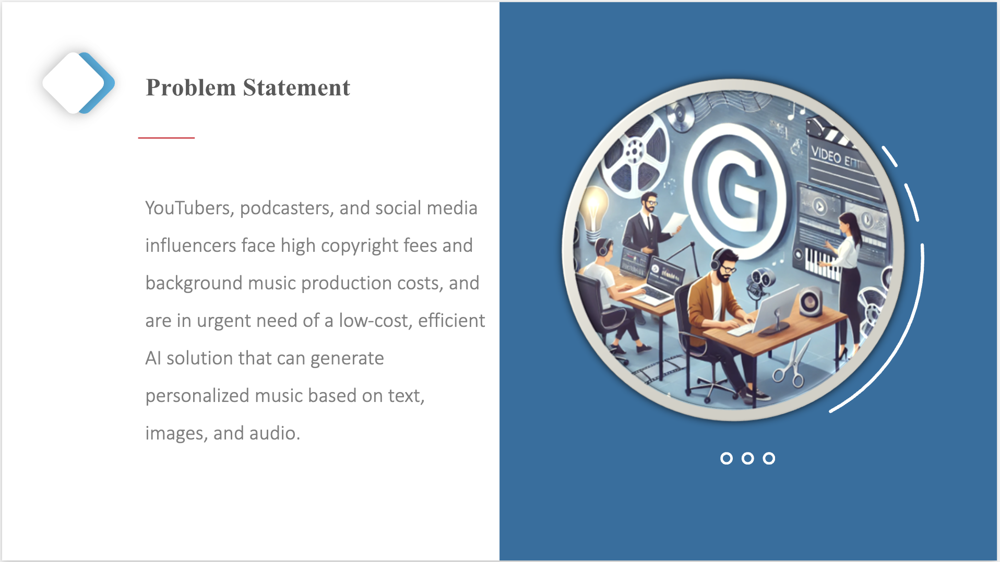 Problem Statement
YouTubers, podcasters, and social media
influencers face high copyright fees and
background music production costs, and
are in urgent need of a low-cost, efficient
AI solution that can generate
personalized music based on text,
images, and audio.
G
VIDEO